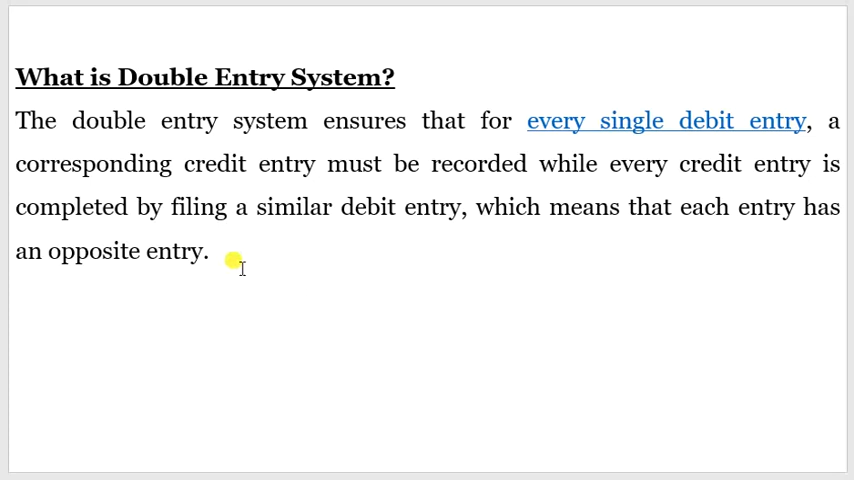 What is Double Entry System?
The double entry system ensures that for every single debit entry, a
corresponding credit entry must be recorded while every credit entry is
completed by filing a similar debit entry, which means that each entry has
an opposite entry.